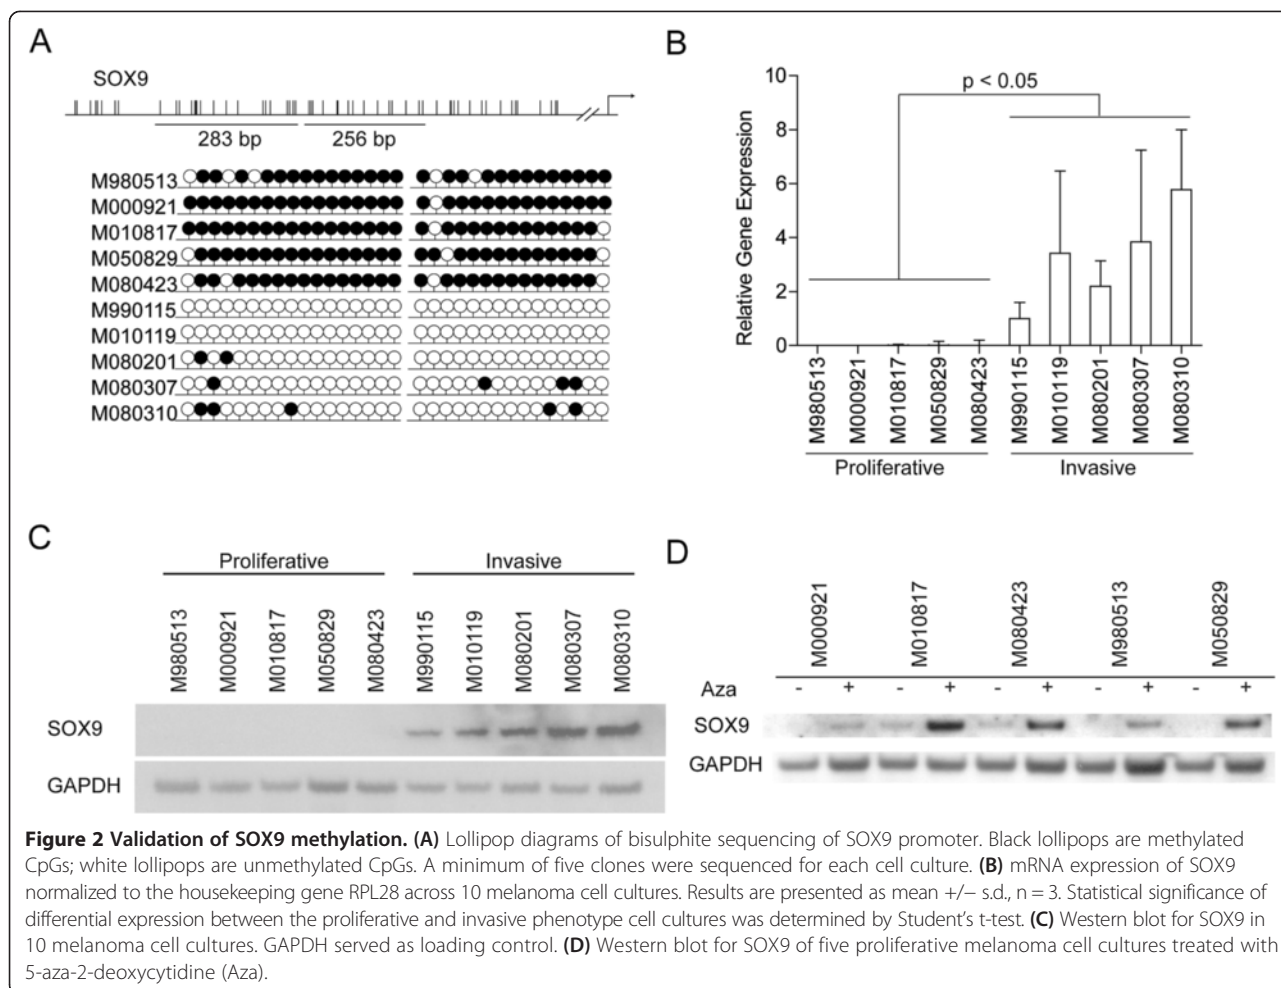 A
SOX9
283 bp
256 bp
M980513
M000921
M010817
M050829
M080423
M990115
M010119
M080201
M080307
M080310
B
p < 0.05
Relative Gene Expression
10
8
6
4
2
0
M980513
M000921
M010817
M050829
M080423
M990115
M010119
M080201
M080307
M080310
Proliferative
Invasive
C
Proliferative
Invasive
M980513
M000921
M010817
M050829
M080423
M990115
M010119
M080201
M080307
M080310
SOX9
GAPDH
D
M000921
M010817
M080423
M980513
M050829
Aza - + - + - + - + - +
SOX9
GAPDH
Figure 2 Validation of SOX9 methylation. (A) Lollipop diagrams of bisulphite sequencing of SOX9 promoter. Black lollipops are methylated
CpGs; white lollipops are unmethylated CpGs. A minimum of five clones were sequenced for each cell culture. (B) mRNA expression of SOX9
normalized to the housekeeping gene RPL28 across 10 melanoma cell cultures. Results are presented as mean +/− s.d., n = 3. Statistical significance of
differential expression between the proliferative and invasive phenotype cell cultures was determined by Student's t-test. (C) Western blot for SOX9 in
10 melanoma cell cultures. GAPDH served as loading control. (D) Western blot for SOX9 of five proliferative melanoma cell cultures treated with
5-aza-2-deoxycytidine (Aza).